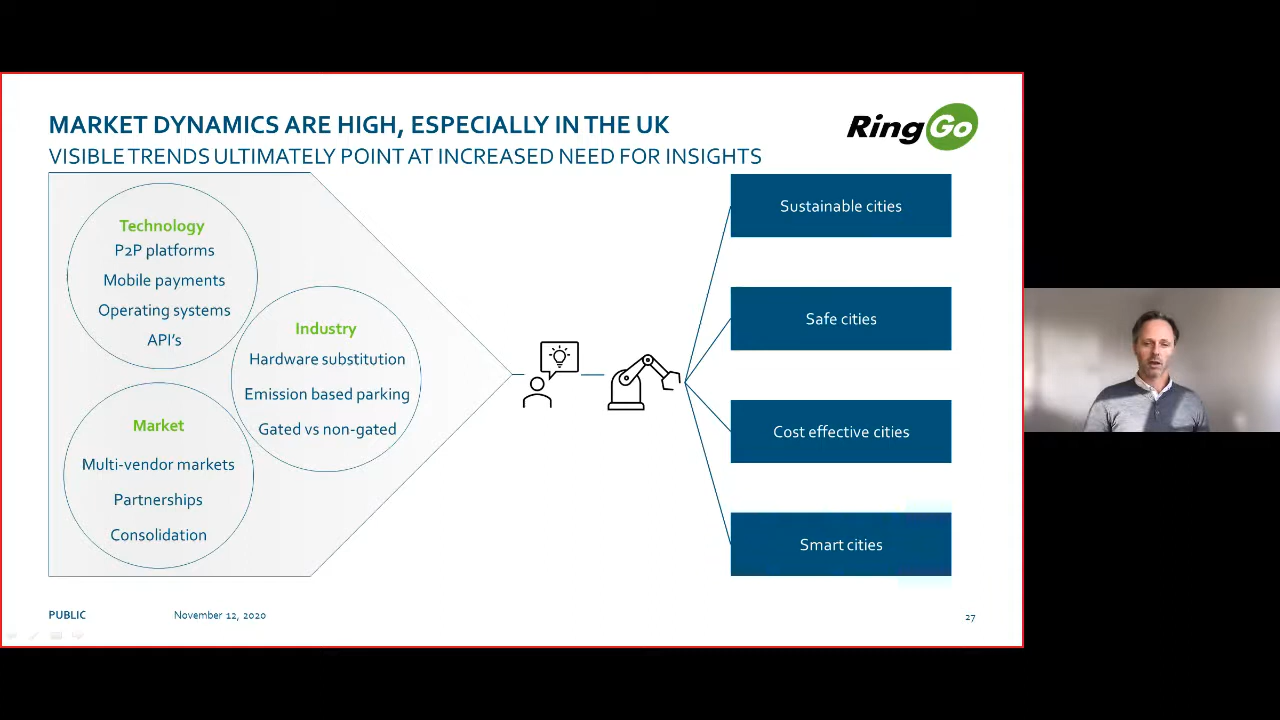 MARKET DYNAMICS ARE HIGH, ESPECIALLY IN THE UK
VISIBLE TRENDS ULTIMATELY POINT AT INCREASED NEED FOR INSIGHTS
RingGo
Technology
P2P platforms
Mobile payments
Operating systems
API's
Industry
Hardware substitution
Emission based parking
Gated vs non-gated
Market
Multi-vendor markets
Partnerships
Consolidation
Sustainable cities
Safe cities
Cost effective cities
Smart cities
PUBLIC
November 12, 2020
27